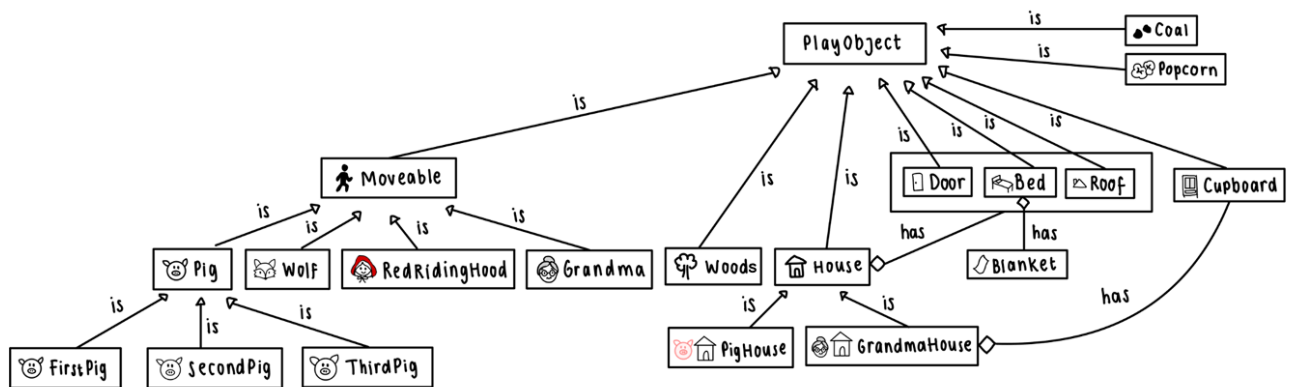 PlayObject
is
Coal
is
Popcorn
is
is
is
is
is
is
is
is
Moveable
Door
Bed
Roof
Cupboard
is
is
is
is
has
has
Pig
Wolf
RedRidingHood
Grandma
Woods
House
Blanket
has
is
is
is
is
is
FirstPig
SecondPig
ThirdPig
PigHouse
GrandmaHouse